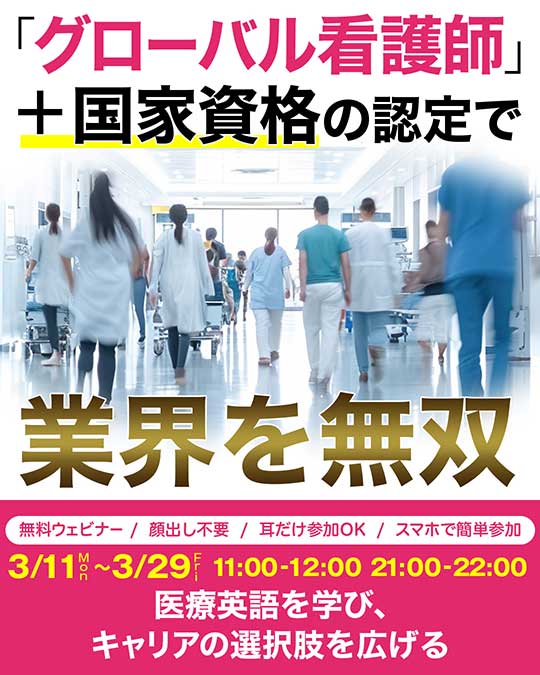 「グローバル看護師」
＋国家資格の認定で
業界を無双
無料ウェビナー / 顔出し不要 / 耳だけ参加OK / スマホで簡単参加
3/11Mon～3/29Fri 11:00-12:00 21:00-22:00
医療英語を学び、
キャリアの選択肢を広げる